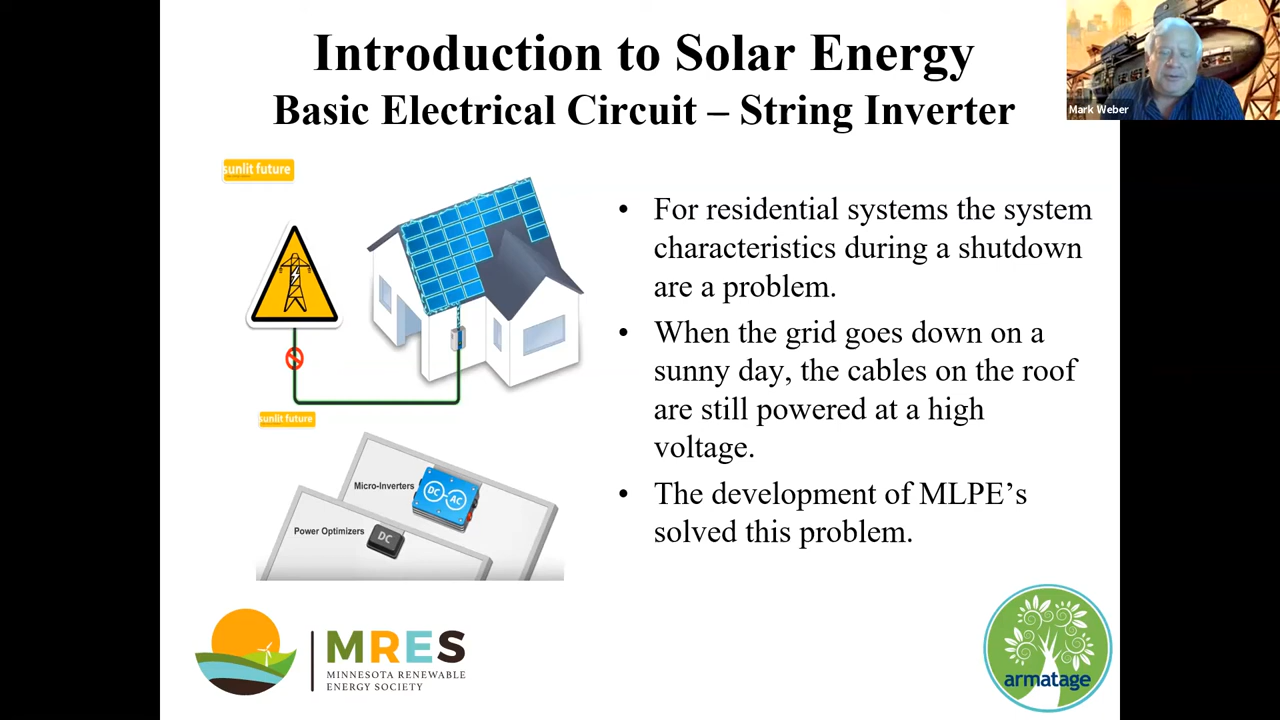 Introduction to Solar Energy
Basic Electrical Circuit – String Inverter
Mark Weber
sunlit future
• For residential systems the system
characteristics during a shutdown
are a problem.
• When the grid goes down on a
sunny day, the cables on the roof
are still powered at a high
voltage.
• The development of MLPE’s
solved this problem.
sunlit future
Micro-Inverters
DC AC
Power Optimizers
DC
MRES
MINNESOTA RENEWABLE
ENERGY SOCIETY
armatage